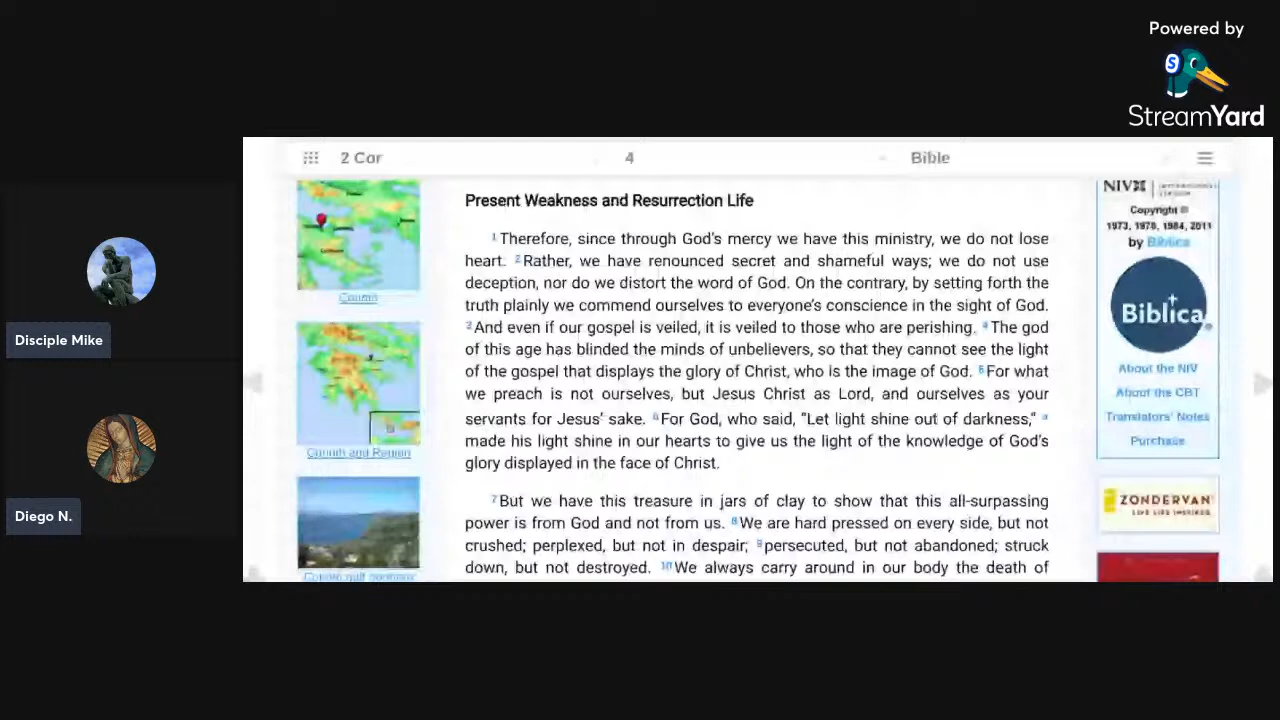 Powered by
StreamYard
2 Cor 4 Bible
Present Weakness and Resurrection Life
1 Therefore, since through God's mercy we have this ministry, we do not lose
heart. 2 Rather, we have renounced secret and shameful ways; we do not use
deception, nor do we distort the word of God. On the contrary, by setting forth the
truth plainly we commend ourselves to everyone's conscience in the sight of God.
3 And even if our gospel is veiled, it is veiled to those who are perishing. 4 The god
of this age has blinded the minds of unbelievers, so that they cannot see the light
of the gospel that displays the glory of Christ, who is the image of God. 5 For what
we preach is not ourselves, but Jesus Christ as Lord, and ourselves as your
servants for Jesus' sake. 6 For God, who said, "Let light shine out of darkness," a
made his light shine in our hearts to give us the light of the knowledge of God's
glory displayed in the face of Christ.
7 But we have this treasure in jars of clay to show that this all-surpassing
power is from God and not from us. 8 We are hard pressed on every side, but not
crushed; perplexed, but not in despair; 9 persecuted, but not abandoned; struck
down, but not destroyed. 10 We always carry around in our body the death of
Corinth
Corinth and Region
NIV
Copyright ©
1973, 1978, 1984, 2011
by Biblica
Biblica
About the NIV
About the CBT
Translators' Notes
Purchase
ZONDERVAN
Disciple Mike
Diego N.